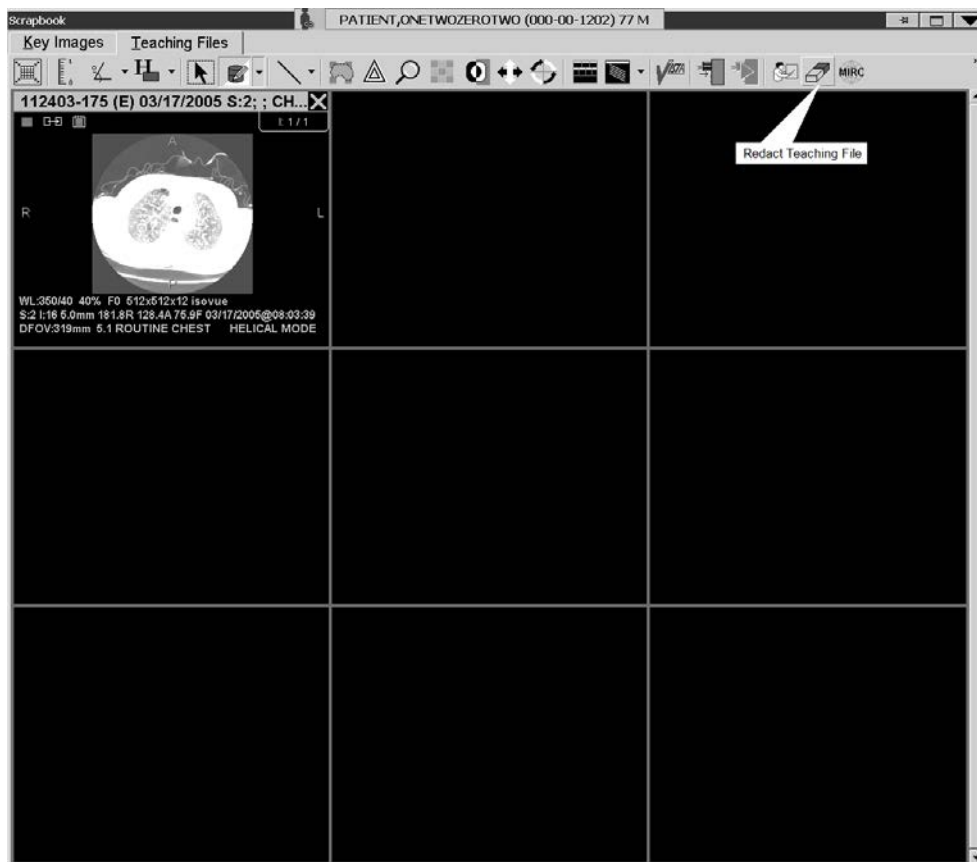 Scrapbook
PATIENT,ONETWOZEROTWO (000-00-1202) 77 M
Key Images
Teaching Files
H
MIRC
Redact Teaching File
112403-175 (E) 03/17/2005 S:2; ; CH...
I: 1 / 1
A
R
L
P
WL:350/40 40% F0 512x512x12 isovue
S:2 I:16 5.0mm 181.8R 128.4A 75.9F 03/17/2005@08:03:39
DFOV:319mm 5.1 ROUTINE CHEST HELICAL MODE